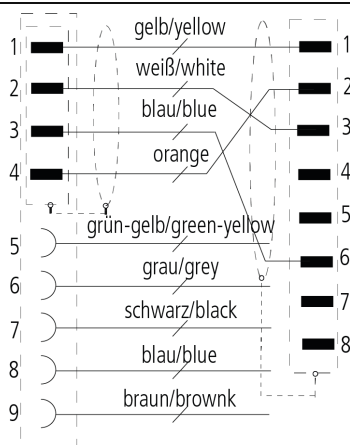 gelb/yellow
1 1
weiß/white
2 2
blau/blue
3 3
orange
4 4
grün-gelb/green-yellow
5 5
grau/grey
6 6
schwarz/black
7 7
blau/blue
8 8
braun/brownk
9